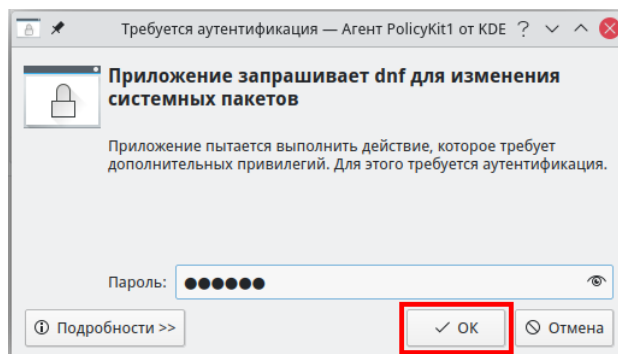 Требуется аутентификация — Агент PolicyKit1 от KDE
Приложение запрашивает dnf для изменения
системных пакетов
Приложение пытается выполнить действие, которое требует
дополнительных привилегий. Для этого требуется аутентификация.
Пароль: ●●●●●●
Подробности >>
ОК
Отмена